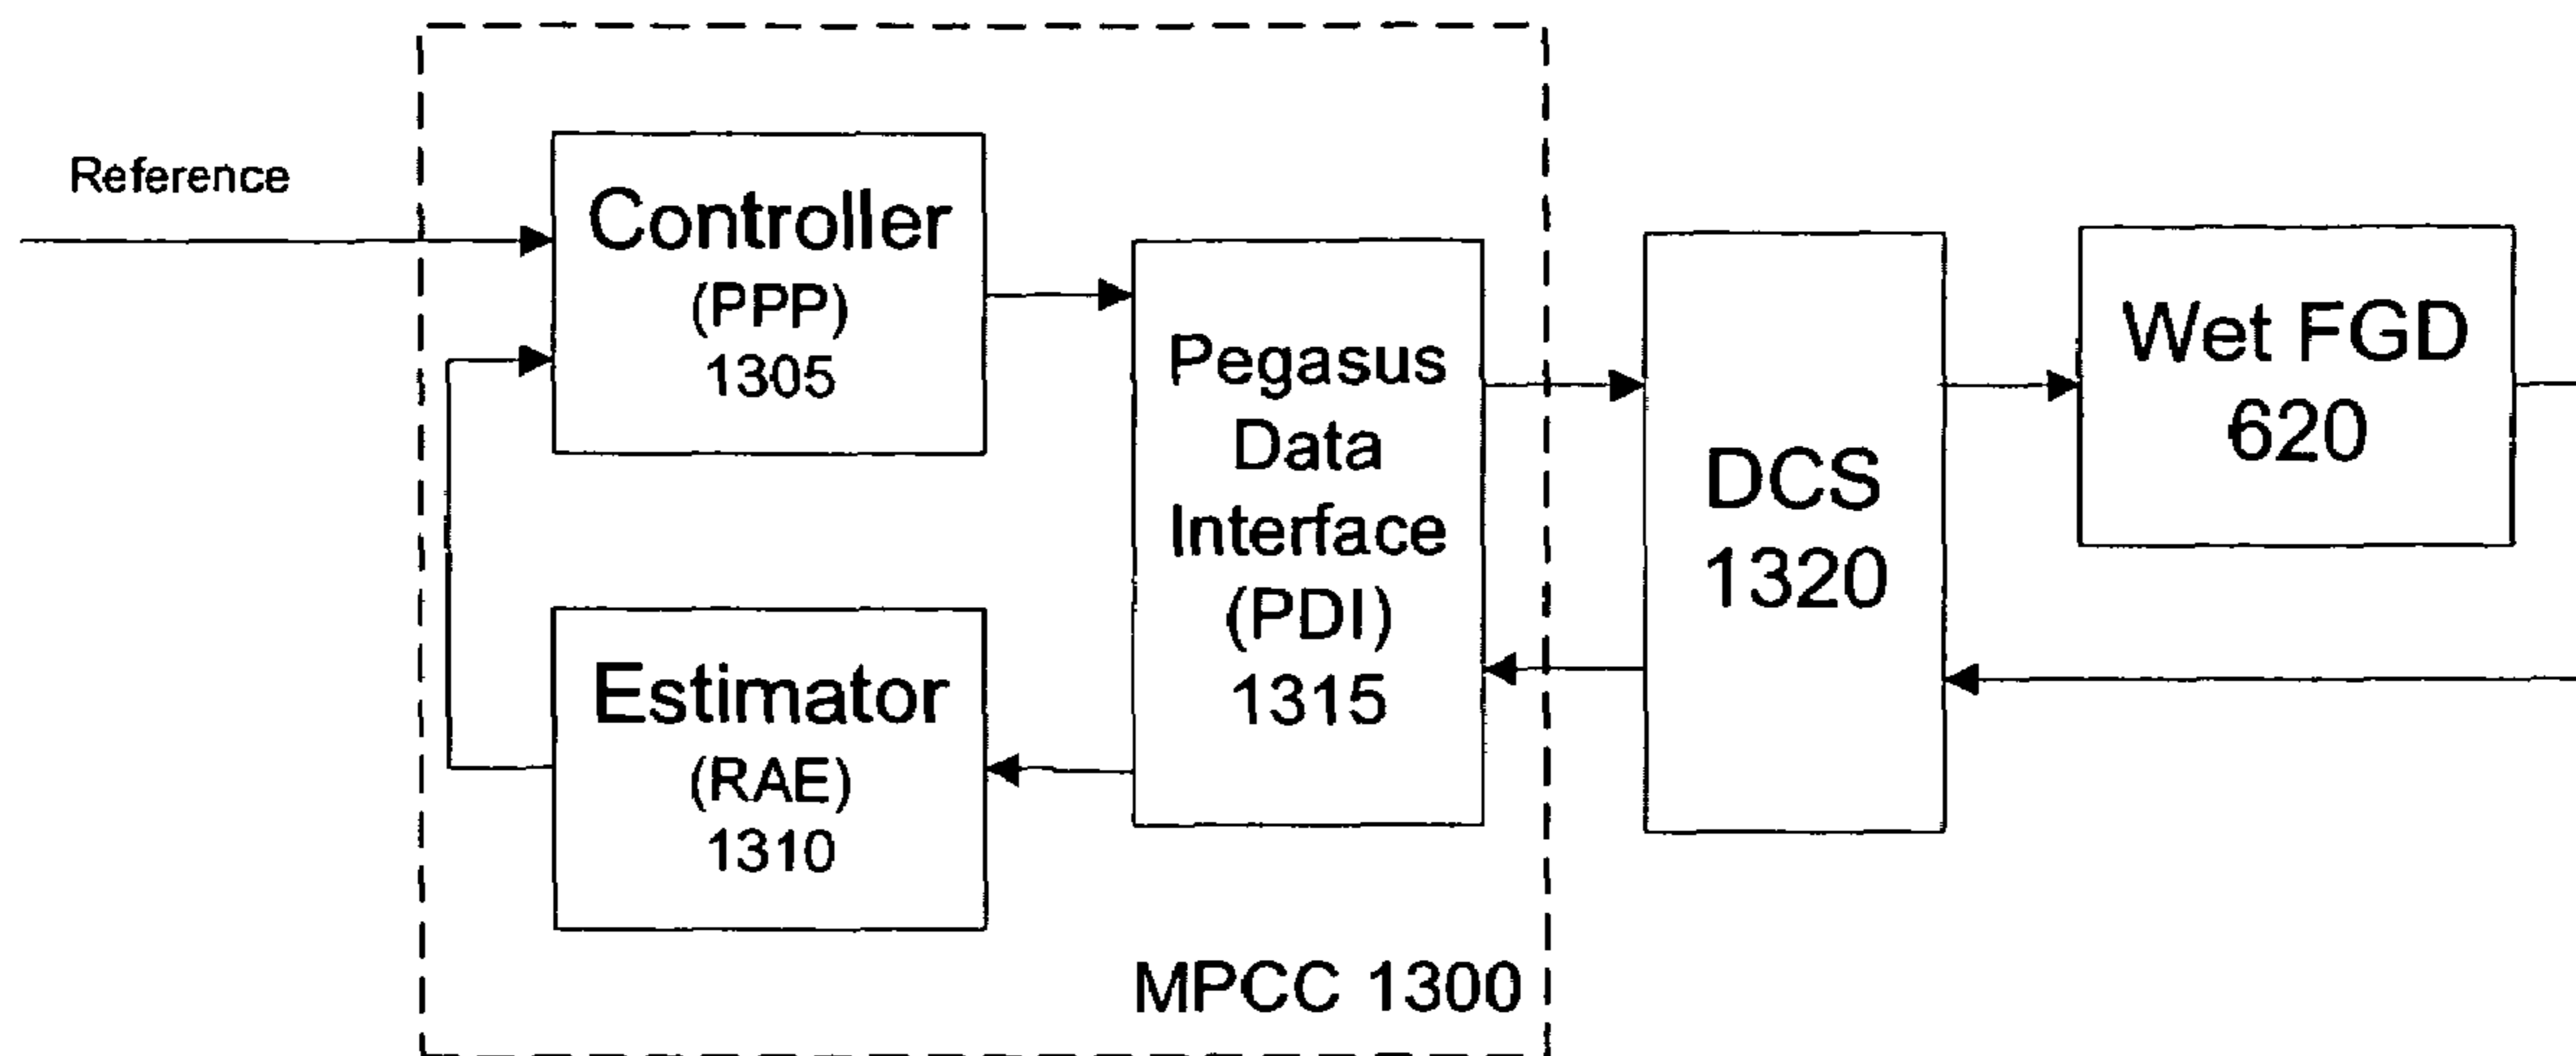 Reference
Controller
(PPP)
1305
Estimator
(RAE)
1310
Pegasus
Data
Interface
(PDI)
1315
MPCC 1300
DCS
1320
Wet FGD
620